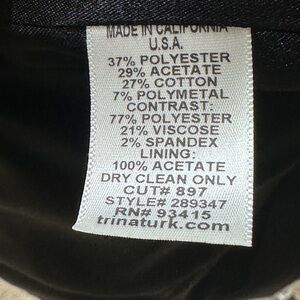 MADE IN CALIFORNIA
U.S.A.
37% POLYESTER
29% ACETATE
27% COTTON
7% POLYMETAL
CONTRAST:
77% POLYESTER
21% VISCOSE
2% SPANDEX
LINING:
100% ACETATE
DRY CLEAN ONLY
CUT# 897
STYLE# 289347
RN# 93415
trinaturk.com